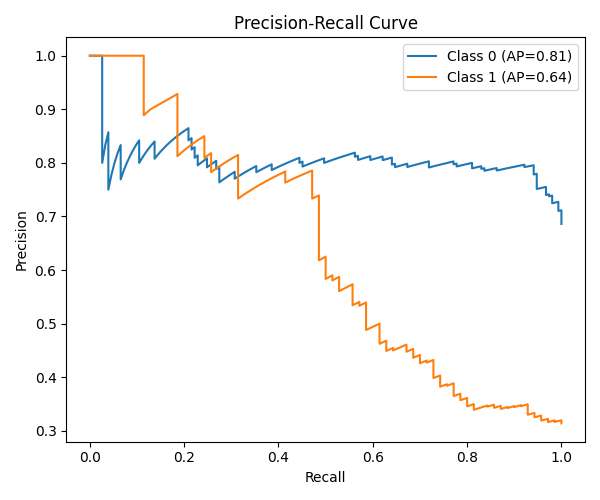 Precision-Recall Curve
Class 0 (AP=0.81)
Class 1 (AP=0.64)
Precision
1.0
0.9
0.8
0.7
0.6
0.5
0.4
0.3
0.0 0.2 0.4 0.6 0.8 1.0
Recall